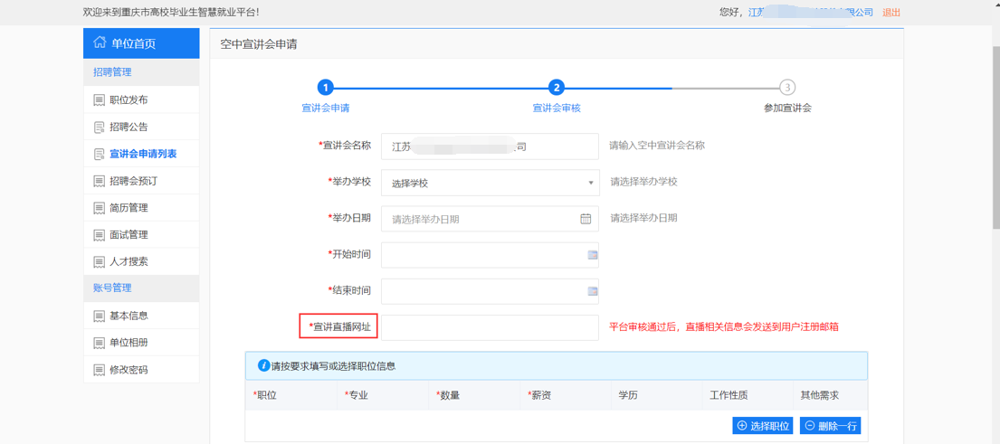 欢迎来到重庆市高校毕业生智慧就业平台！
您好，江苏 有限公司 退出
单位首页
招聘管理
职位发布
招聘公告
宣讲会申请列表
招聘会预订
简历管理
面试管理
人才搜索
账号管理
基本信息
单位相册
修改密码
空中宣讲会申请
1 2 3
宣讲会申请 宣讲会审核 参加宣讲会
*宣讲会名称 江苏 司 请输入空中宣讲会名称
*举办学校 选择学校 请选择举办学校
*举办日期 请选择举办日期 请选择举办日期
*开始时间
*结束时间
*宣讲直播网址 平台审核通过后，直播相关信息会发送到用户注册邮箱
请按要求填写或选择职位信息
*职位 *专业 *数量 *薪资 学历 工作性质 其他需求
选择职位 删除一行